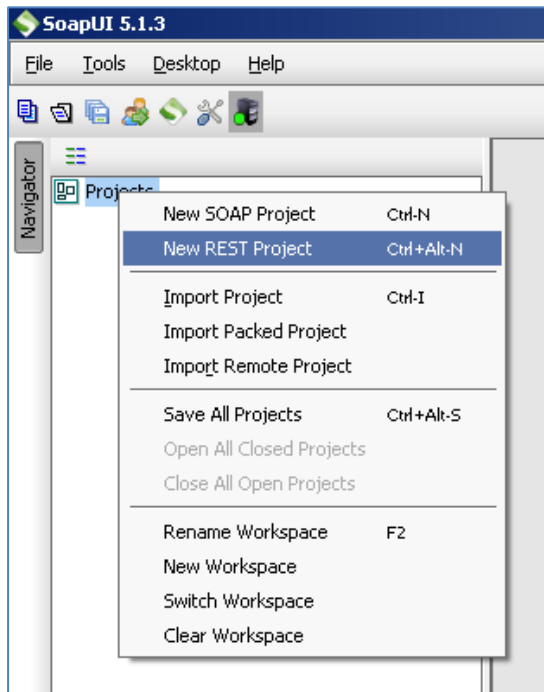 SoapUI 5.1.3
File Tools Desktop Help
Navigator
Projects
New SOAP Project Ctrl-N
New REST Project Ctrl+Alt-N
Import Project Ctrl-I
Import Packed Project
Import Remote Project
Save All Projects Ctrl+Alt-S
Open All Closed Projects
Close All Open Projects
Rename Workspace F2
New Workspace
Switch Workspace
Clear Workspace